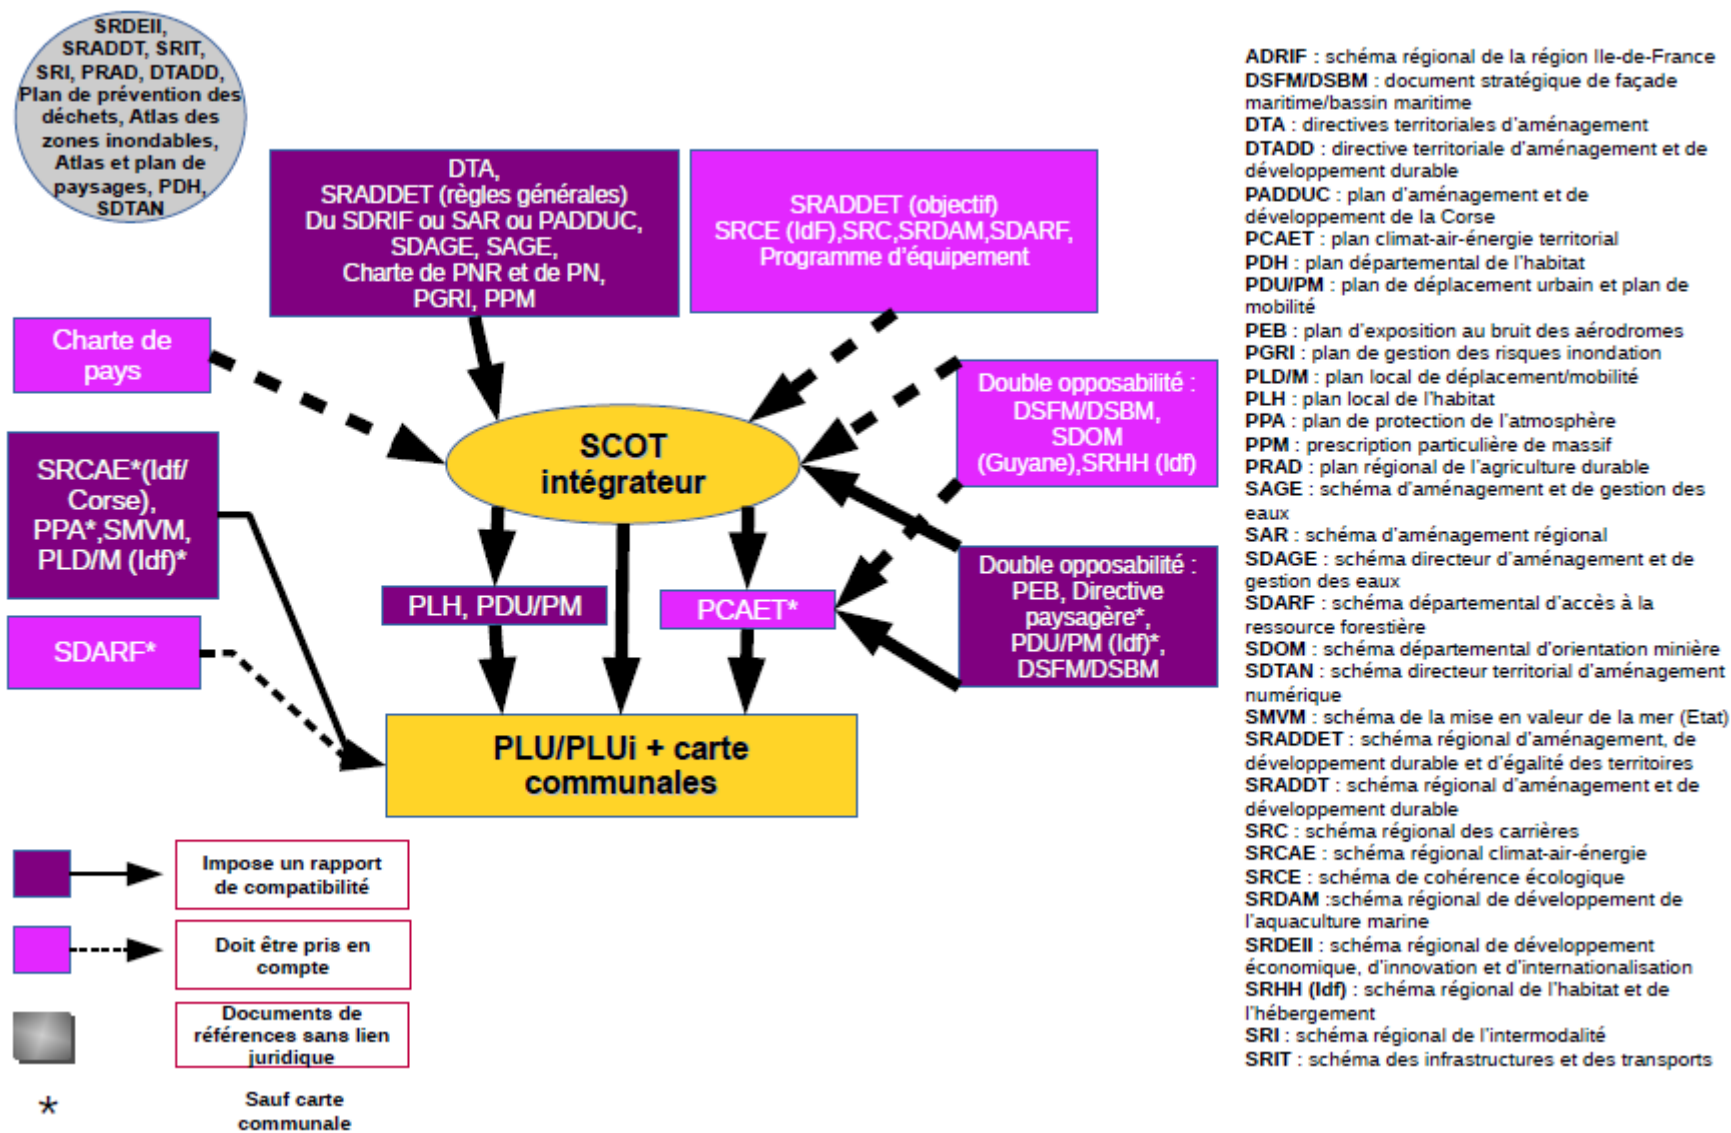 SRDEII,
SRADDT, SRIT,
SRI, PRAD, DTADD,
Plan de prévention des
déchets, Atlas des
zones inondables,
Atlas et plan de
paysages, PDH,
SDTAN
DTA,
SRADDET (règles générales)
Du SDRIF ou SAR ou PADDUC,
SDAGE, SAGE,
Charte de PNR et de PN,
PGRI, PPM
SRADDET (objectif)
SRCE (IdF),SRC,SRDAM,SDARF,
Programme d'équipement
Charte de
pays
Double opposabilité :
DSFM/DSBM,
SDOM
(Guyane),SRHH (Idf)
SCOT
intégrateur
SRCAE*(Idf/
Corse),
PPA*,SMVM,
PLD/M (Idf)*
Double opposabilité :
PEB, Directive
paysagère*,
PDU/PM (Idf)*,
DSFM/DSBM
PLH, PDU/PM
PCAET*
SDARF*
PLU/PLUi + carte
communales
Impose un rapport
de compatibilité
Doit être pris en
compte
Documents de
références sans lien
juridique
*
Sauf carte
communale
ADRIF : schéma régional de la région Ile-de-France
DSFM/DSBM : document stratégique de façade
maritime/bassin maritime
DTA : directives territoriales d'aménagement
DTADD : directive territoriale d'aménagement et de
développement durable
PADDUC : plan d'aménagement et de
développement de la Corse
PCAET : plan climat-air-énergie territorial
PDH : plan départemental de l'habitat
PDU/PM : plan de déplacement urbain et plan de
mobilité
PEB : plan d'exposition au bruit des aérodromes
PGRI : plan de gestion des risques inondation
PLD/M : plan local de déplacement/mobilité
PLH : plan local de l'habitat
PPA : plan de protection de l'atmosphère
PPM : prescription particulière de massif
PRAD : plan régional de l'agriculture durable
SAGE : schéma d'aménagement et de gestion des
eaux
SAR : schéma d'aménagement régional
SDAGE : schéma directeur d'aménagement et de
gestion des eaux
SDARF : schéma départemental d'accès à la
ressource forestière
SDOM : schéma départemental d'orientation minière
SDTAN : schéma directeur territorial d'aménagement
numérique
SMVM : schéma de la mise en valeur de la mer (Etat)
SRADDET : schéma régional d'aménagement, de
développement durable et d'égalité des territoires
SRADDT : schéma régional d'aménagement et de
développement durable
SRC : schéma régional des carrières
SRCAE : schéma régional climat-air-énergie
SRCE : schéma de cohérence écologique
SRDAM :schéma régional de développement de
l'aquaculture marine
SRDEII : schéma régional de développement
économique, d'innovation et d'internationalisation
SRHH (Idf) : schéma régional de l'habitat et de
l'hébergement
SRI : schéma régional de l'intermodalité
SRIT : schéma des infrastructures et des transports